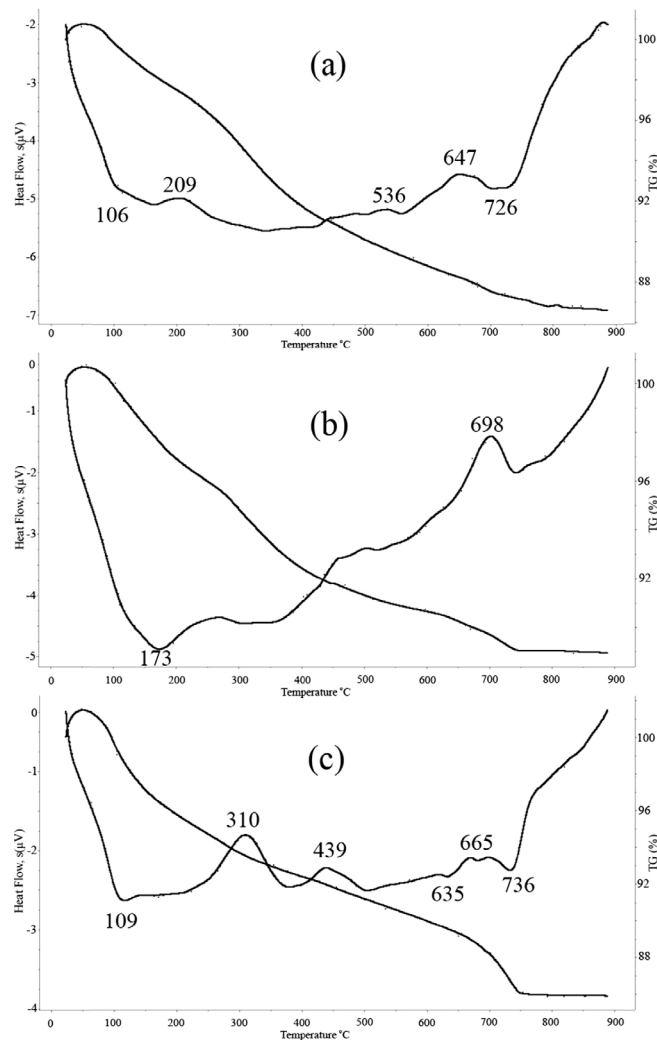 -2
-3
-4
-5
-6
-7
Heat Flow, s(μV)
(a)
106
209
536
647
726
100
96
92
88
TG (%)
0 100 200 300 400 500 600 700 800 900
Temperature °C
0
-1
-2
-3
-4
-5
Heat Flow, s(μV)
(b)
173
698
100
96
92
TG (%)
0 100 200 300 400 500 600 700 800 900
Temperature °C
0
-1
-2
-3
-4
Heat Flow, s(μV)
(c)
109
310
439
635
665
736
100
96
92
88
TG (%)
0 100 200 300 400 500 600 700 800 900
Temperature °C